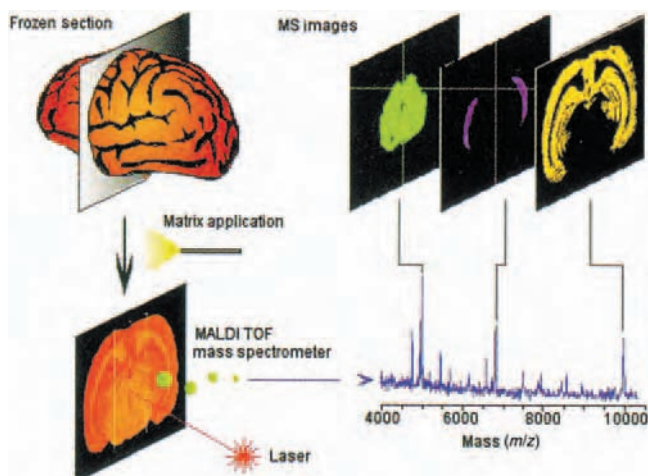 Frozen section
MS images
Matrix application
MALDI TOF
mass spectrometer
Laser
4000 6000 8000 10000
Mass (m/z)